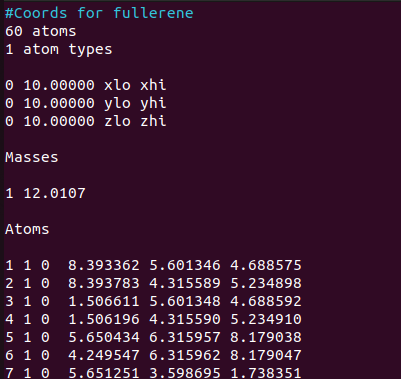 #Coords for fullerene
60 atoms
1 atom types
0 10.00000 xlo xhi
0 10.00000 ylo yhi
0 10.00000 zlo zhi
Masses
1 12.0107
Atoms
1 1 0  8.393362 5.601346 4.688575
2 1 0  8.393783 4.315589 5.234898
3 1 0  1.506611 5.601348 4.688592
4 1 0  1.506196 4.315590 5.234910
5 1 0  5.650434 6.315957 8.179038
6 1 0  4.249547 6.315962 8.179047
7 1 0  5.651251 3.598695 1.738351